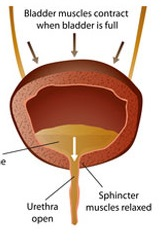 Bladder muscles contract
when bladder is full
Urethra
open
Sphincter
muscles relaxed